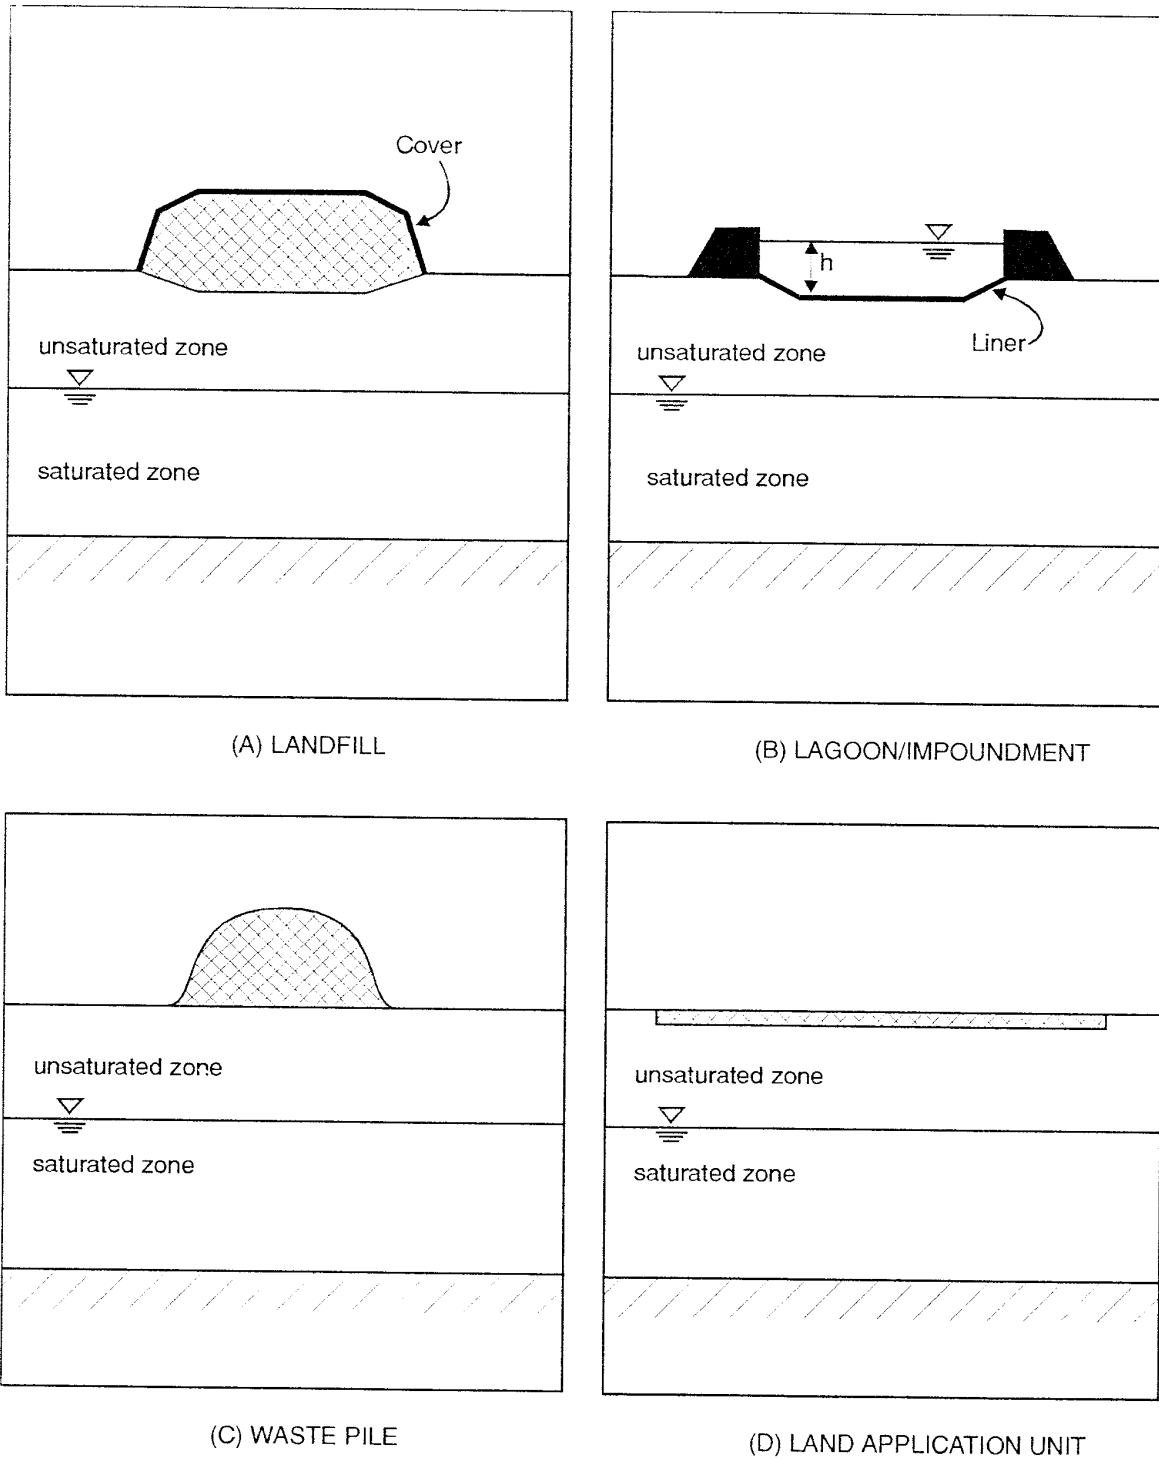 Cover
unsaturated zone
saturated zone
(A) LANDFILL
h
Liner
unsaturated zone
saturated zone
(B) LAGOON/IMPOUNDMENT
unsaturated zone
saturated zone
(C) WASTE PILE
unsaturated zone
saturated zone
(D) LAND APPLICATION UNIT